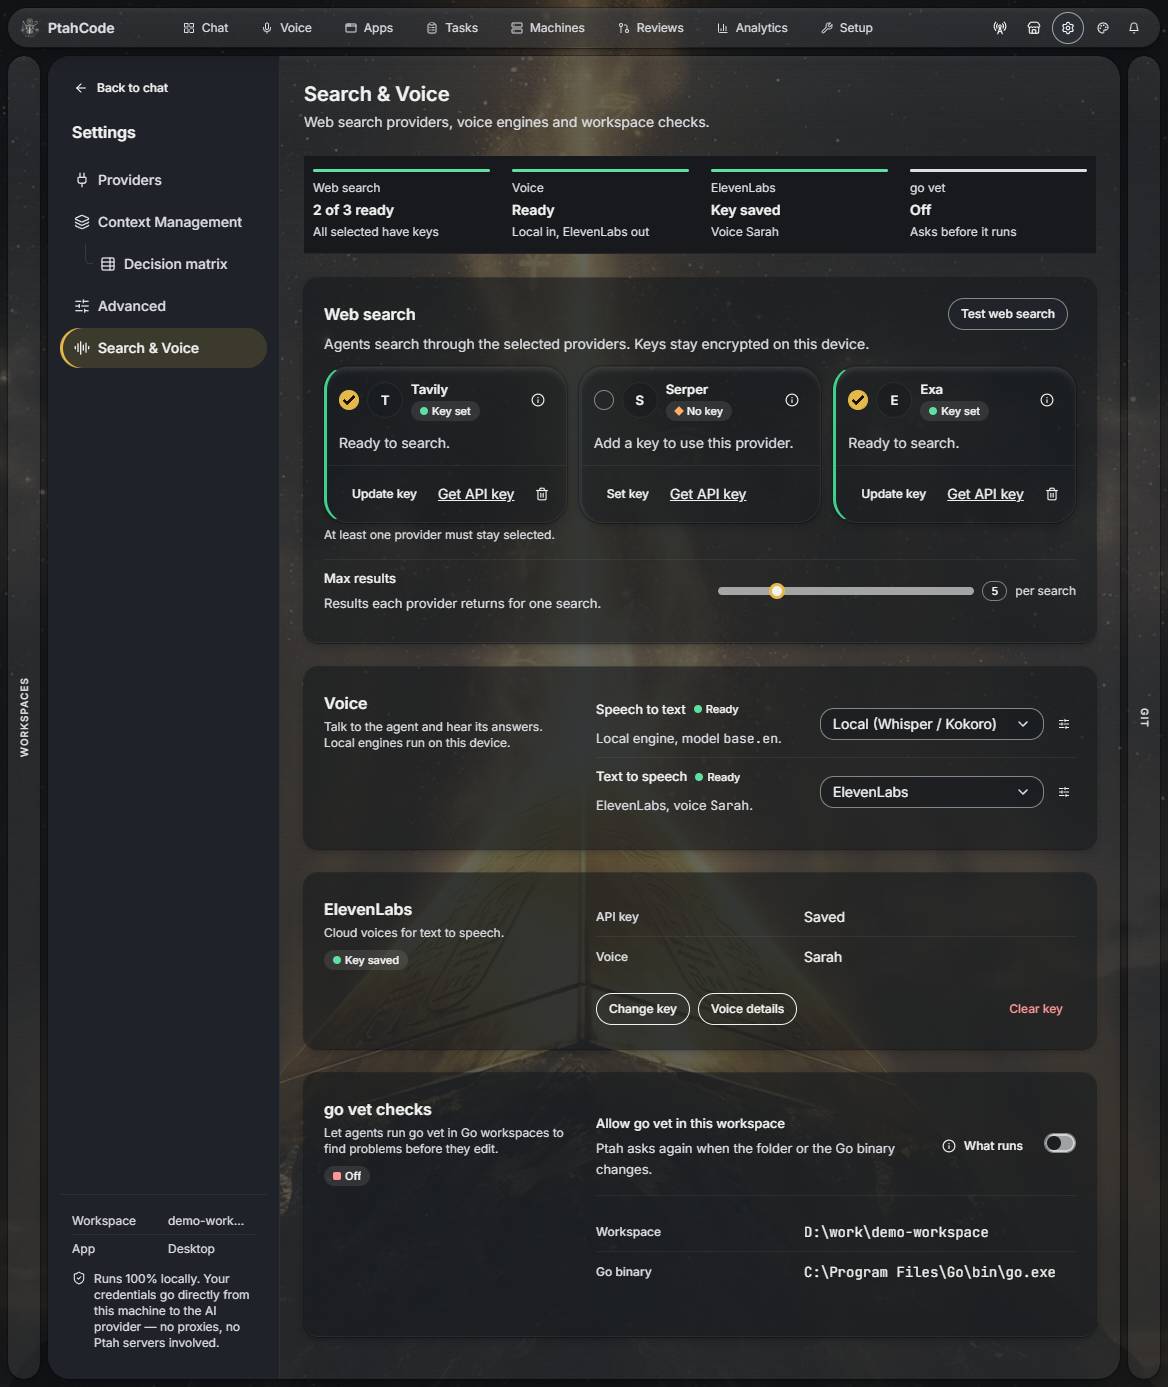 PtahCode
Chat
Voice
Apps
Tasks
Machines
Reviews
Analytics
Setup
WORKSPACES
Back to chat
Settings
Providers
Context Management
Decision matrix
Advanced
Search & Voice
Workspace demo-work...
App Desktop
Runs 100% locally. Your
credentials go directly from
this machine to the AI
provider — no proxies, no
Ptah servers involved.
Search & Voice
Web search providers, voice engines and workspace checks.
Web search
2 of 3 ready
All selected have keys
Voice
Ready
Local in, ElevenLabs out
ElevenLabs
Key saved
Voice Sarah
go vet
Off
Asks before it runs
Web search
Test web search
Agents search through the selected providers. Keys stay encrypted on this device.
T
Tavily
Key set
Ready to search.
Update key Get API key
S
Serper
No key
Add a key to use this provider.
Set key Get API key
E
Exa
Key set
Ready to search.
Update key Get API key
At least one provider must stay selected.
Max results
Results each provider returns for one search.
5 per search
Voice
Talk to the agent and hear its answers.
Local engines run on this device.
Speech to text Ready
Local engine, model base.en.
Local (Whisper / Kokoro)
Text to speech Ready
ElevenLabs, voice Sarah.
ElevenLabs
ElevenLabs
Cloud voices for text to speech.
Key saved
API key Saved
Voice Sarah
Change key Voice details Clear key
go vet checks
Let agents run go vet in Go workspaces to
find problems before they edit.
Off
Allow go vet in this workspace
Ptah asks again when the folder or the Go binary
changes.
What runs
Workspace D:\work\demo-workspace
Go binary C:\Program Files\Go\bin\go.exe
GIT